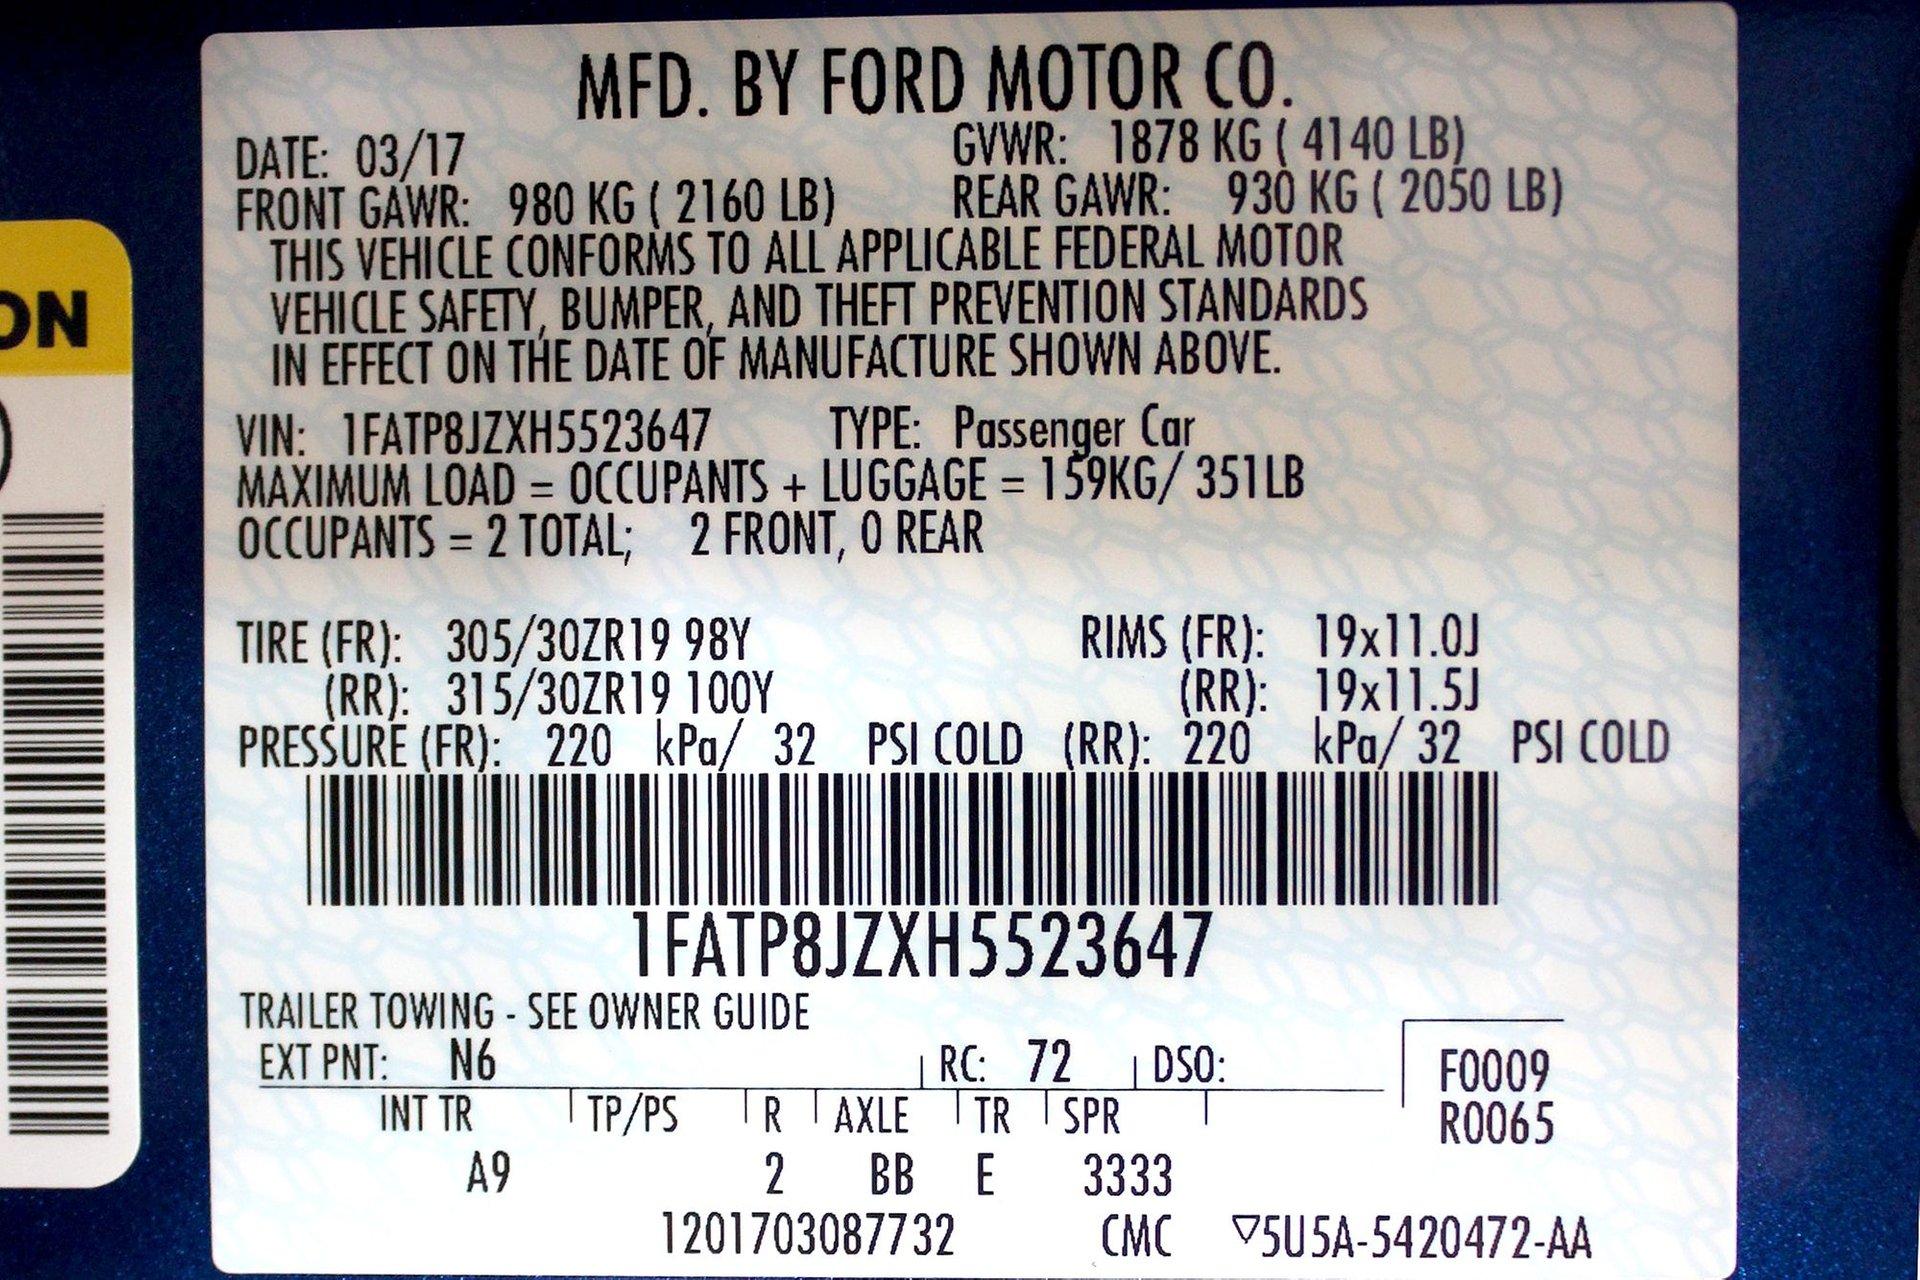 MFD. BY FORD MOTOR CO.
DATE: 03/17 GVWR: 1878 KG ( 4140 LB)
FRONT GAWR: 980 KG ( 2160 LB) REAR GAWR: 930 KG ( 2050 LB)
THIS VEHICLE CONFORMS TO ALL APPLICABLE FEDERAL MOTOR
VEHICLE SAFETY, BUMPER, AND THEFT PREVENTION STANDARDS
IN EFFECT ON THE DATE OF MANUFACTURE SHOWN ABOVE.
VIN: 1FATP8JZXH5523647 TYPE: Passenger Car
MAXIMUM LOAD = OCCUPANTS + LUGGAGE = 159KG/ 351LB
OCCUPANTS = 2 TOTAL; 2 FRONT, 0 REAR
TIRE (FR): 305/30ZR19 98Y RIMS (FR): 19x11.0J
(RR): 315/30ZR19 100Y (RR): 19x11.5J
PRESSURE (FR): 220 kPa/ 32 PSI COLD (RR): 220 kPa/ 32 PSI COLD
1FATP8JZXH5523647
TRAILER TOWING - SEE OWNER GUIDE
EXT PNT: N6 RC: 72 DSO: F0009
INT TR TP/PS R AXLE TR SPR R0065
A9 2 BB E 3333
1201703087732 CMC ▽5U5A-5420472-AA
ON